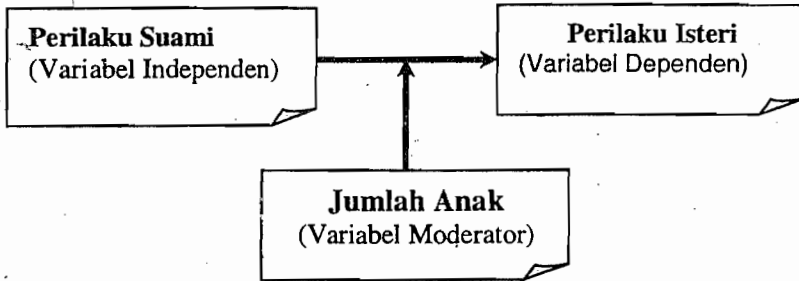 Perilaku Suami
(Variabel Independen)
Perilaku Isteri
(Variabel Dependen)
Jumlah Anak
(Variabel Moderator)